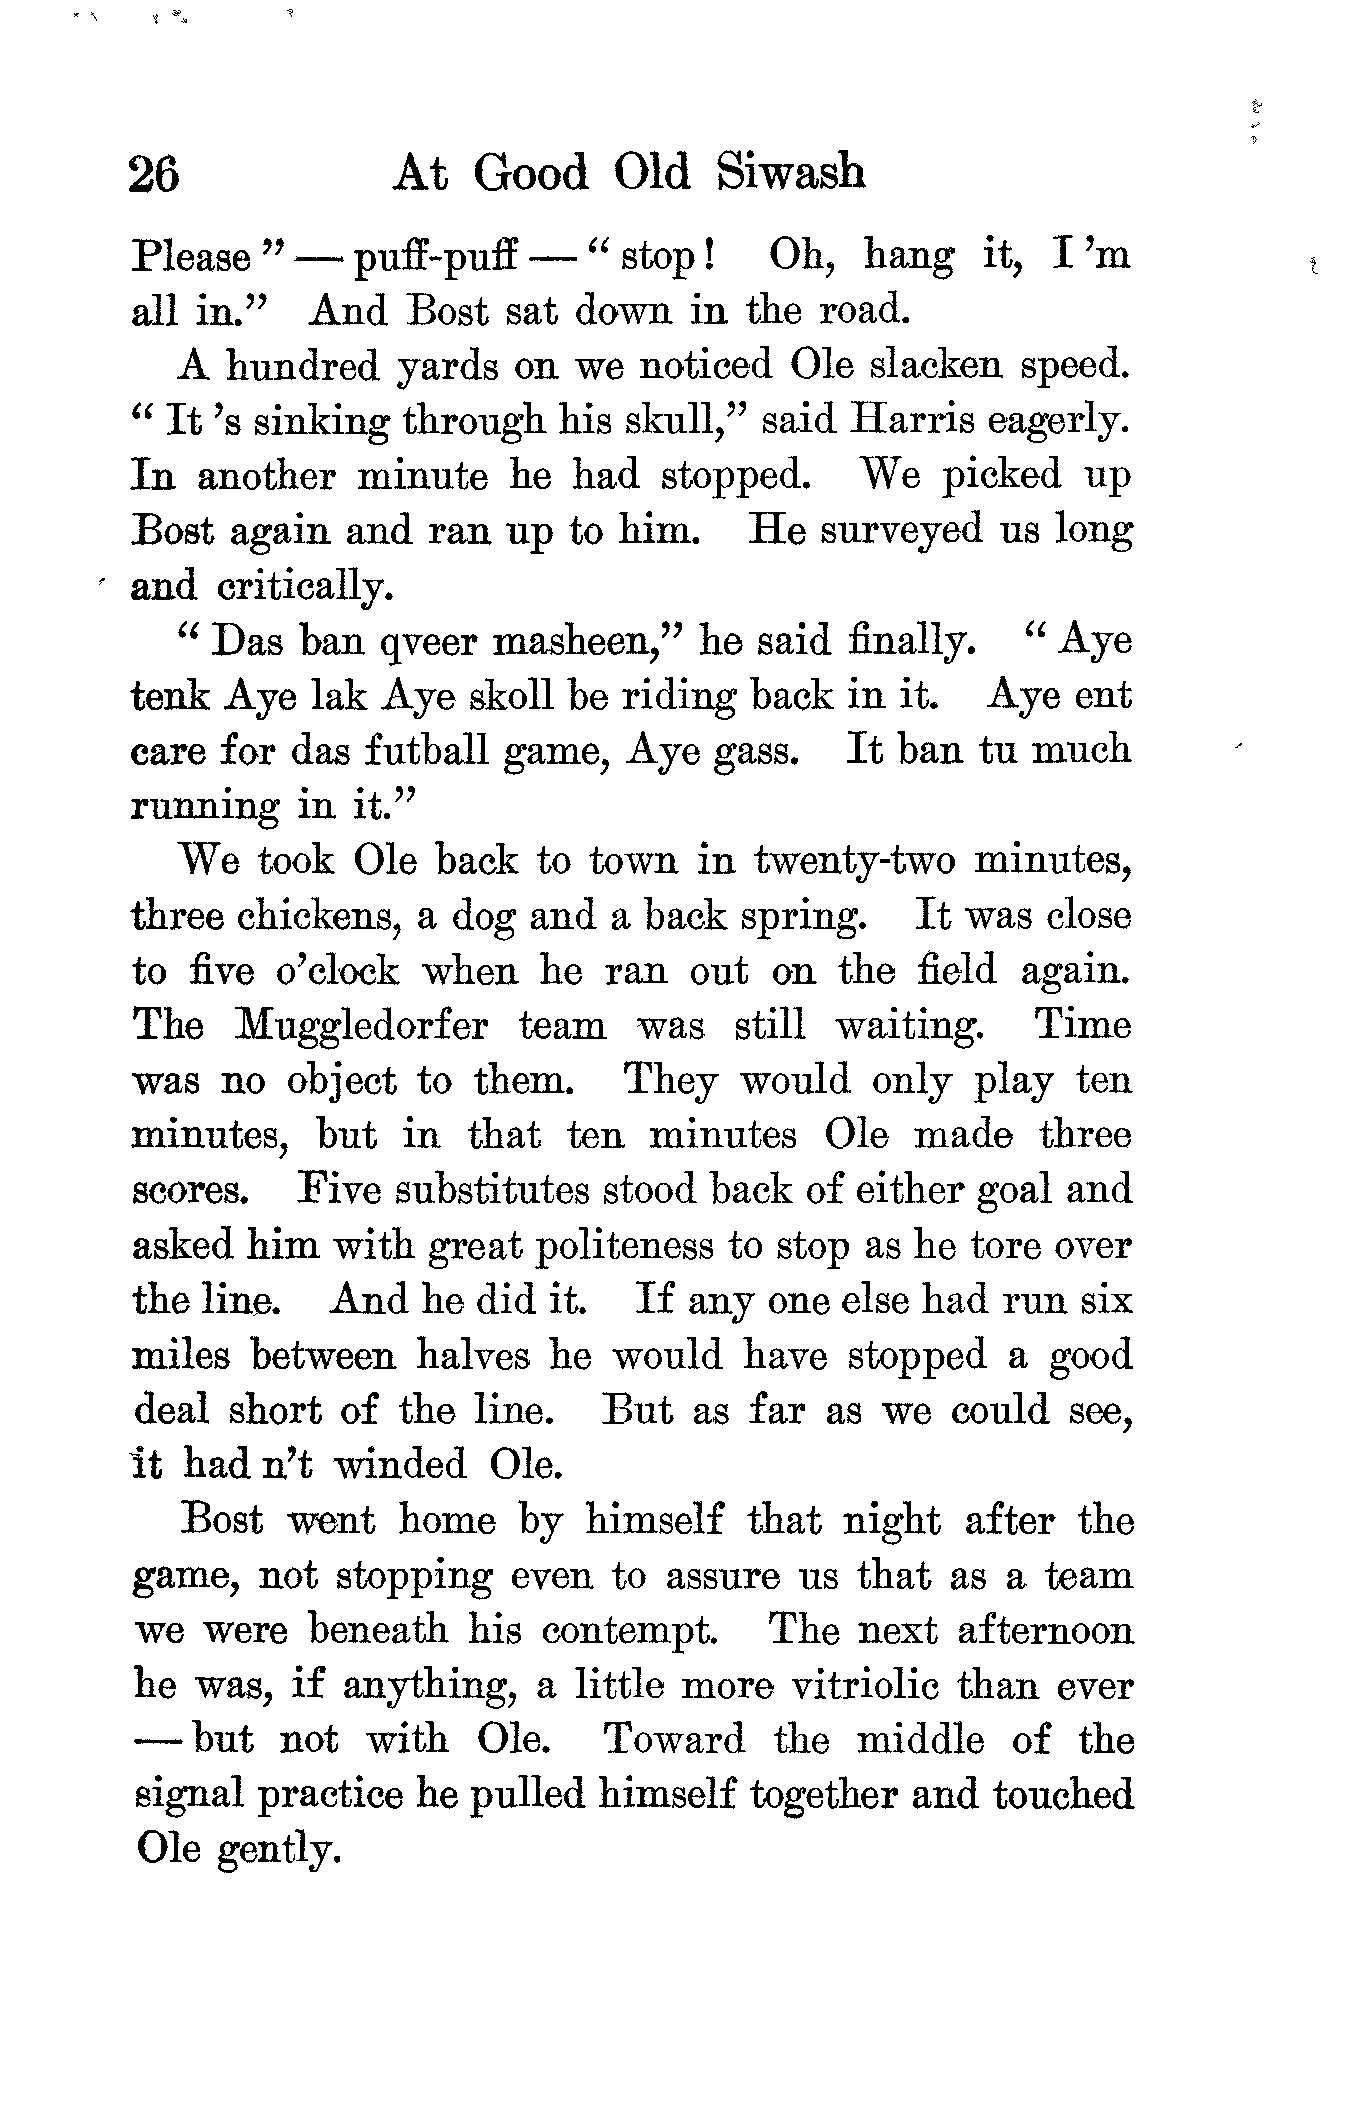 26 At Good Old Siwash
Please" — puff-puff — "stop! Oh, hang it, I'm
all in." And Bost sat down in the road.
A hundred yards on we noticed Ole slacken speed.
"It's sinking through his skull," said Harris eagerly.
In another minute he had stopped. We picked up
Bost again and ran up to him. He surveyed us long
and critically.
"Das ban qveer masheen," he said finally. "Aye
tenk Aye lak Aye skoll be riding back in it. Aye ent
care for das futball game, Aye gass. It ban tu much
running in it."
We took Ole back to town in twenty-two minutes,
three chickens, a dog and a back spring. It was close
to five o'clock when he ran out on the field again.
The Muggledorfer team was still waiting. Time
was no object to them. They would only play ten
minutes, but in that ten minutes Ole made three
scores. Five substitutes stood back of either goal and
asked him with great politeness to stop as he tore over
the line. And he did it. If any one else had run six
miles between halves he would have stopped a good
deal short of the line. But as far as we could see,
it had n't winded Ole.
Bost went home by himself that night after the
game, not stopping even to assure us that as a team
we were beneath his contempt. The next afternoon
he was, if anything, a little more vitriolic than ever
— but not with Ole. Toward the middle of the
signal practice he pulled himself together and touched
Ole gently.